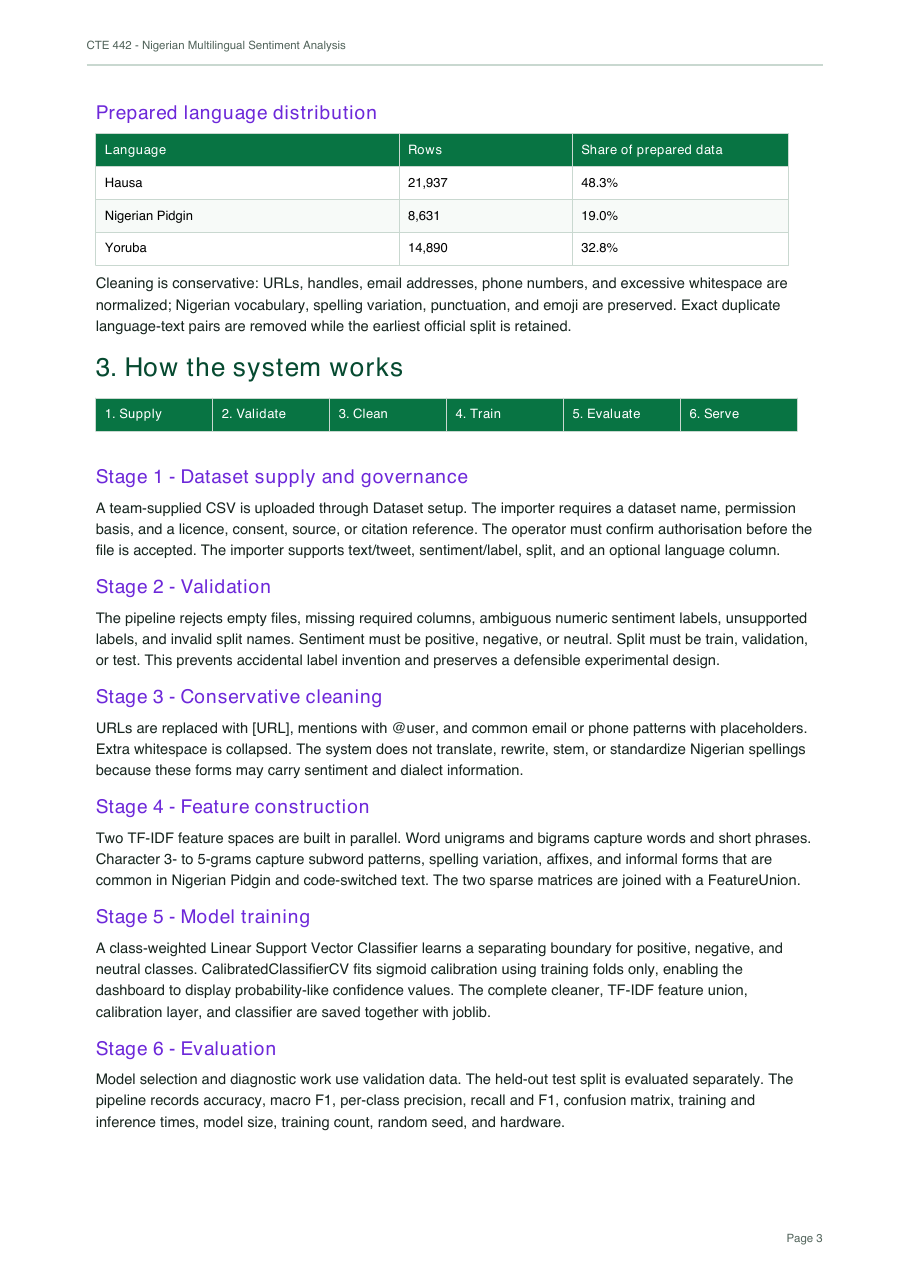 CTE 442 - Nigerian Multilingual Sentiment Analysis
Prepared language distribution
Language Rows Share of prepared data
Hausa 21,937 48.3%
Nigerian Pidgin 8,631 19.0%
Yoruba 14,890 32.8%
Cleaning is conservative: URLs, handles, email addresses, phone numbers, and excessive whitespace are
normalized; Nigerian vocabulary, spelling variation, punctuation, and emoji are preserved. Exact duplicate
language-text pairs are removed while the earliest official split is retained.
3. How the system works
1. Supply 2. Validate 3. Clean 4. Train 5. Evaluate 6. Serve
Stage 1 - Dataset supply and governance
A team-supplied CSV is uploaded through Dataset setup. The importer requires a dataset name, permission
basis, and a licence, consent, source, or citation reference. The operator must confirm authorisation before the
file is accepted. The importer supports text/tweet, sentiment/label, split, and an optional language column.
Stage 2 - Validation
The pipeline rejects empty files, missing required columns, ambiguous numeric sentiment labels, unsupported
labels, and invalid split names. Sentiment must be positive, negative, or neutral. Split must be train, validation,
or test. This prevents accidental label invention and preserves a defensible experimental design.
Stage 3 - Conservative cleaning
URLs are replaced with [URL], mentions with @user, and common email or phone patterns with placeholders.
Extra whitespace is collapsed. The system does not translate, rewrite, stem, or standardize Nigerian spellings
because these forms may carry sentiment and dialect information.
Stage 4 - Feature construction
Two TF-IDF feature spaces are built in parallel. Word unigrams and bigrams capture words and short phrases.
Character 3- to 5-grams capture subword patterns, spelling variation, affixes, and informal forms that are
common in Nigerian Pidgin and code-switched text. The two sparse matrices are joined with a FeatureUnion.
Stage 5 - Model training
A class-weighted Linear Support Vector Classifier learns a separating boundary for positive, negative, and
neutral classes. CalibratedClassifierCV fits sigmoid calibration using training folds only, enabling the
dashboard to display probability-like confidence values. The complete cleaner, TF-IDF feature union,
calibration layer, and classifier are saved together with joblib.
Stage 6 - Evaluation
Model selection and diagnostic work use validation data. The held-out test split is evaluated separately. The
pipeline records accuracy, macro F1, per-class precision, recall and F1, confusion matrix, training and
inference times, model size, training count, random seed, and hardware.
Page 3